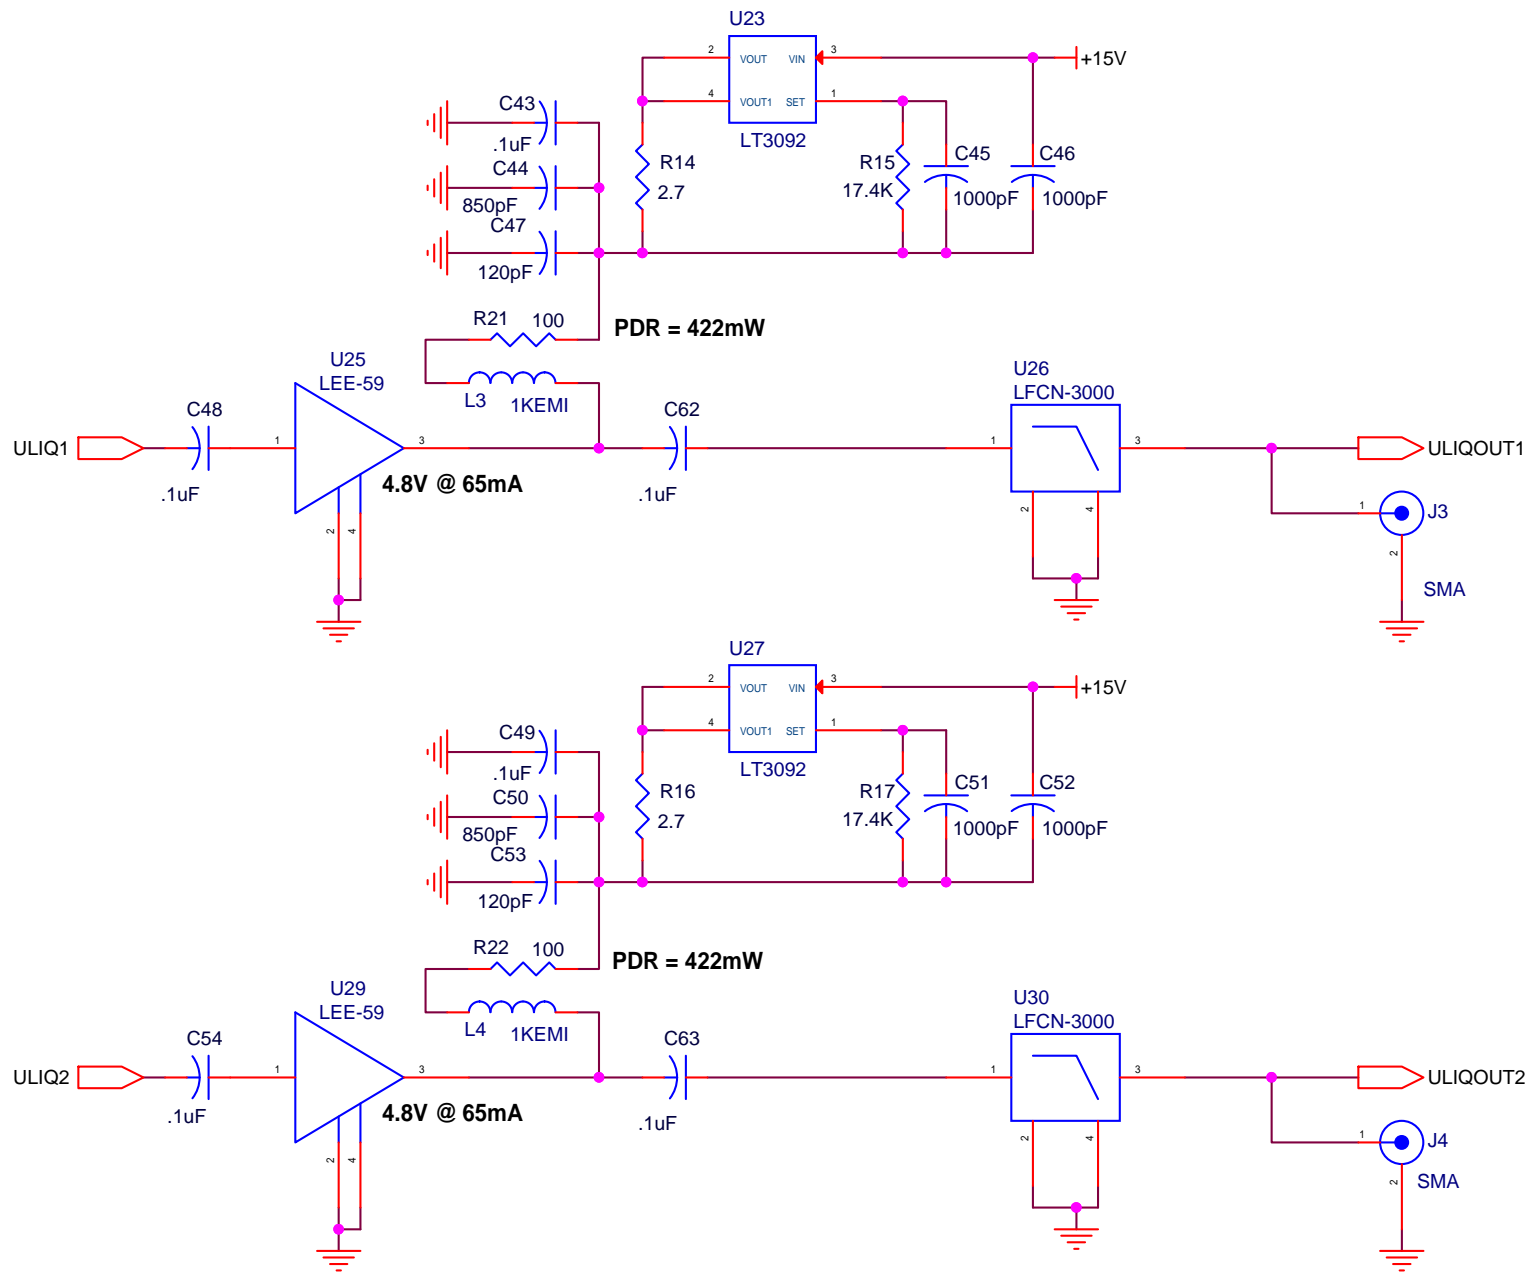 U23
2 VOUT VIN 3 +15V
4 VOUT1 SET 1
LT3092
C43
.1uF
C44
850pF
C47
120pF
R14
2.7
R15
17.4K
C45
1000pF
C46
1000pF
R21 100
PDR = 422mW
L3 1KEMI
U25
LEE-59
ULIQ1
C48
.1uF
1 3
2 4
4.8V @ 65mA
C62
.1uF
U26
LFCN-3000
1 3
2 4
ULIQOUT1
1 J3
2
SMA
U27
2 VOUT VIN 3 +15V
4 VOUT1 SET 1
LT3092
C49
.1uF
C50
850pF
C53
120pF
R16
2.7
R17
17.4K
C51
1000pF
C52
1000pF
R22 100
PDR = 422mW
L4 1KEMI
U29
LEE-59
ULIQ2
C54
.1uF
1 3
2 4
4.8V @ 65mA
C63
.1uF
U30
LFCN-3000
1 3
2 4
ULIQOUT2
1 J4
2
SMA